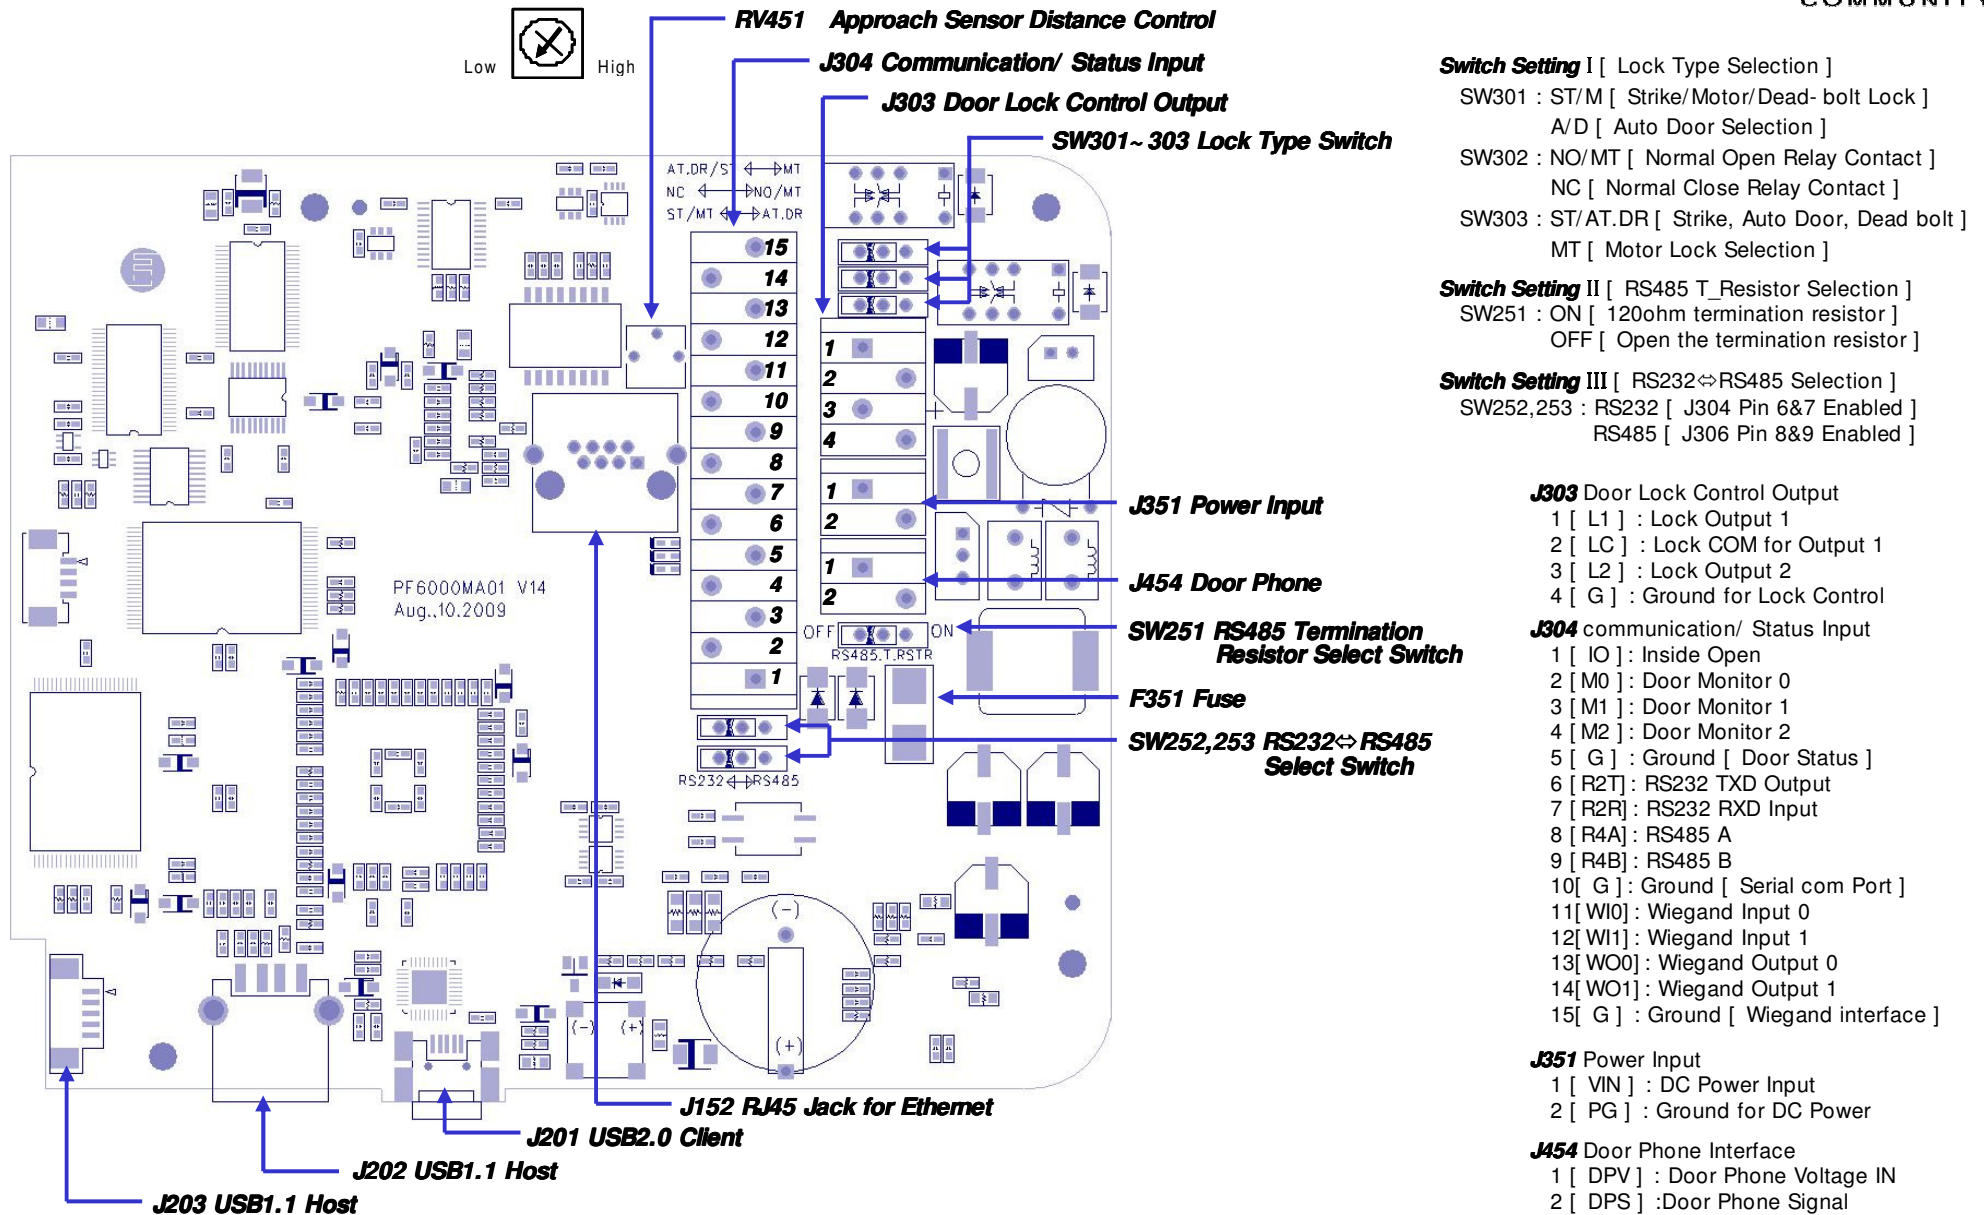 COMMUNITY
RV451 Approach Sensor Distance Control
Low
High
J304 Communication/ Status Input
J303 Door Lock Control Output
SW301~303 Lock Type Switch
AT.DR/ST MT
NC NO/MT
ST/MT AT.DR
15
14
13
12
11
10
9
8
7
6
5
4
3
2
1
1
2
3
4
+
1
2
1
2
J351 Power Input
J454 Door Phone
OFF ON
RS485.T.RSTR
SW251 RS485 Termination
Resistor Select Switch
F351 Fuse
SW252,253 RS232⇔RS485
Select Switch
RS232 RS485
PF6000MA01 V14
Aug.,10.2009
(-)
(+)
(-) (+)
J152 RJ45 Jack for Ethernet
J201 USB2.0 Client
J202 USB1.1 Host
J203 USB1.1 Host
Switch Setting I [ Lock Type Selection ]
SW301 : ST/M [ Strike/Motor/Dead- bolt Lock ]
A/D [ Auto Door Selection ]
SW302 : NO/MT [ Normal Open Relay Contact ]
NC [ Normal Close Relay Contact ]
SW303 : ST/AT.DR [ Strike, Auto Door, Dead bolt ]
MT [ Motor Lock Selection ]
Switch Setting II [ RS485 T_Resistor Selection ]
SW251 : ON [ 120ohm termination resistor ]
OFF [ Open the termination resistor ]
Switch Setting III [ RS232⇔RS485 Selection ]
SW252,253 : RS232 [ J304 Pin 6&7 Enabled ]
RS485 [ J306 Pin 8&9 Enabled ]
J303 Door Lock Control Output
1 [ L1 ] : Lock Output 1
2 [ LC ] : Lock COM for Output 1
3 [ L2 ] : Lock Output 2
4 [ G ] : Ground for Lock Control
J304 communication/ Status Input
1 [ IO ] : Inside Open
2 [ M0 ] : Door Monitor 0
3 [ M1 ] : Door Monitor 1
4 [ M2 ] : Door Monitor 2
5 [ G ] : Ground [ Door Status ]
6 [ R2T] : RS232 TXD Output
7 [ R2R] : RS232 RXD Input
8 [ R4A] : RS485 A
9 [ R4B] : RS485 B
10[ G ] : Ground [ Serial com Port ]
11[ WI0] : Wiegand Input 0
12[ WI1] : Wiegand Input 1
13[ WO0] : Wiegand Output 0
14[ WO1] : Wiegand Output 1
15[ G ] : Ground [ Wiegand interface ]
J351 Power Input
1 [ VIN ] : DC Power Input
2 [ PG ] : Ground for DC Power
J454 Door Phone Interface
1 [ DPV ] : Door Phone Voltage IN
2 [ DPS ] :Door Phone Signal